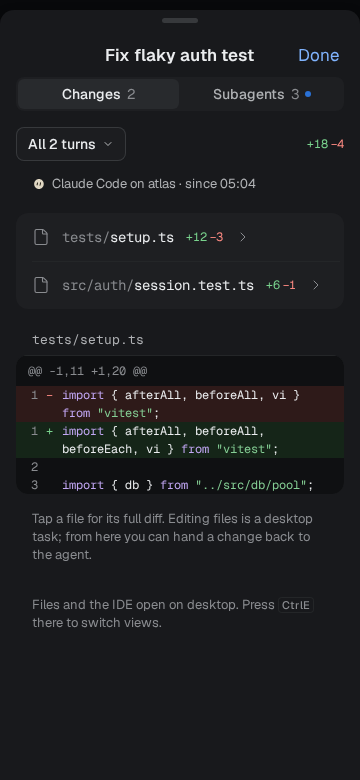 Fix flaky auth test
Done
Changes 2
Subagents 3
All 2 turns
+18 −4
Claude Code on atlas · since 05:04
tests/setup.ts +12 −3
src/auth/session.test.ts +6 −1
tests/setup.ts
@@ -1,11 +1,20 @@
1 − import { afterAll, beforeAll, vi }
from "vitest";
1 + import { afterAll, beforeAll,
beforeEach, vi } from "vitest";
2
3 import { db } from "../src/db/pool";
Tap a file for its full diff. Editing files is a desktop
task; from here you can hand a change back to
the agent.
Files and the IDE open on desktop. Press CtrlE
there to switch views.